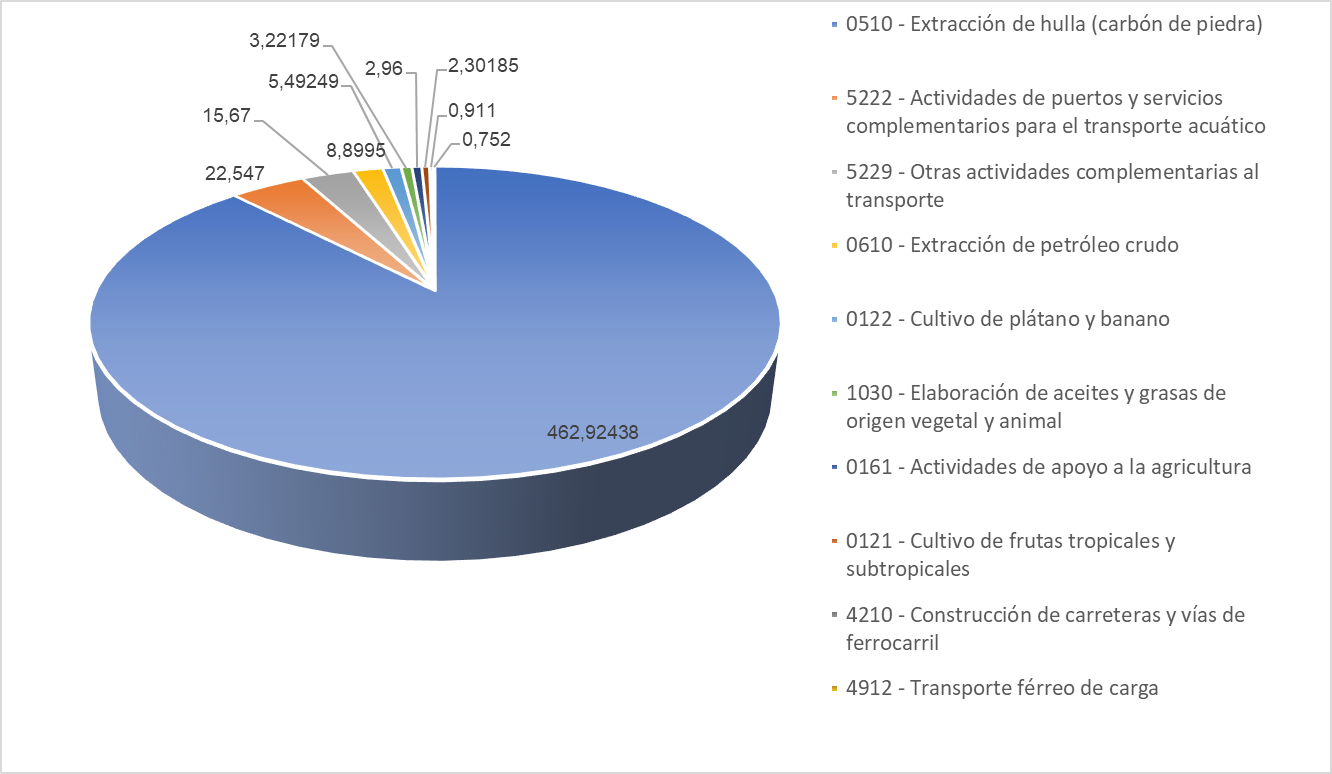 3,22179
2,96
2,30185
5,49249
15,67
0,911
8,8995
0,752
22,547
462,92438
0510 - Extracción de hulla (carbón de piedra)
5222 - Actividades de puertos y servicios
complementarios para el transporte acuático
5229 - Otras actividades complementarias al
transporte
0610 - Extracción de petróleo crudo
0122 - Cultivo de plátano y banano
1030 - Elaboración de aceites y grasas de
origen vegetal y animal
0161 - Actividades de apoyo a la agricultura
0121 - Cultivo de frutas tropicales y
subtropicales
4210 - Construcción de carreteras y vías de
ferrocarril
4912 - Transporte férreo de carga